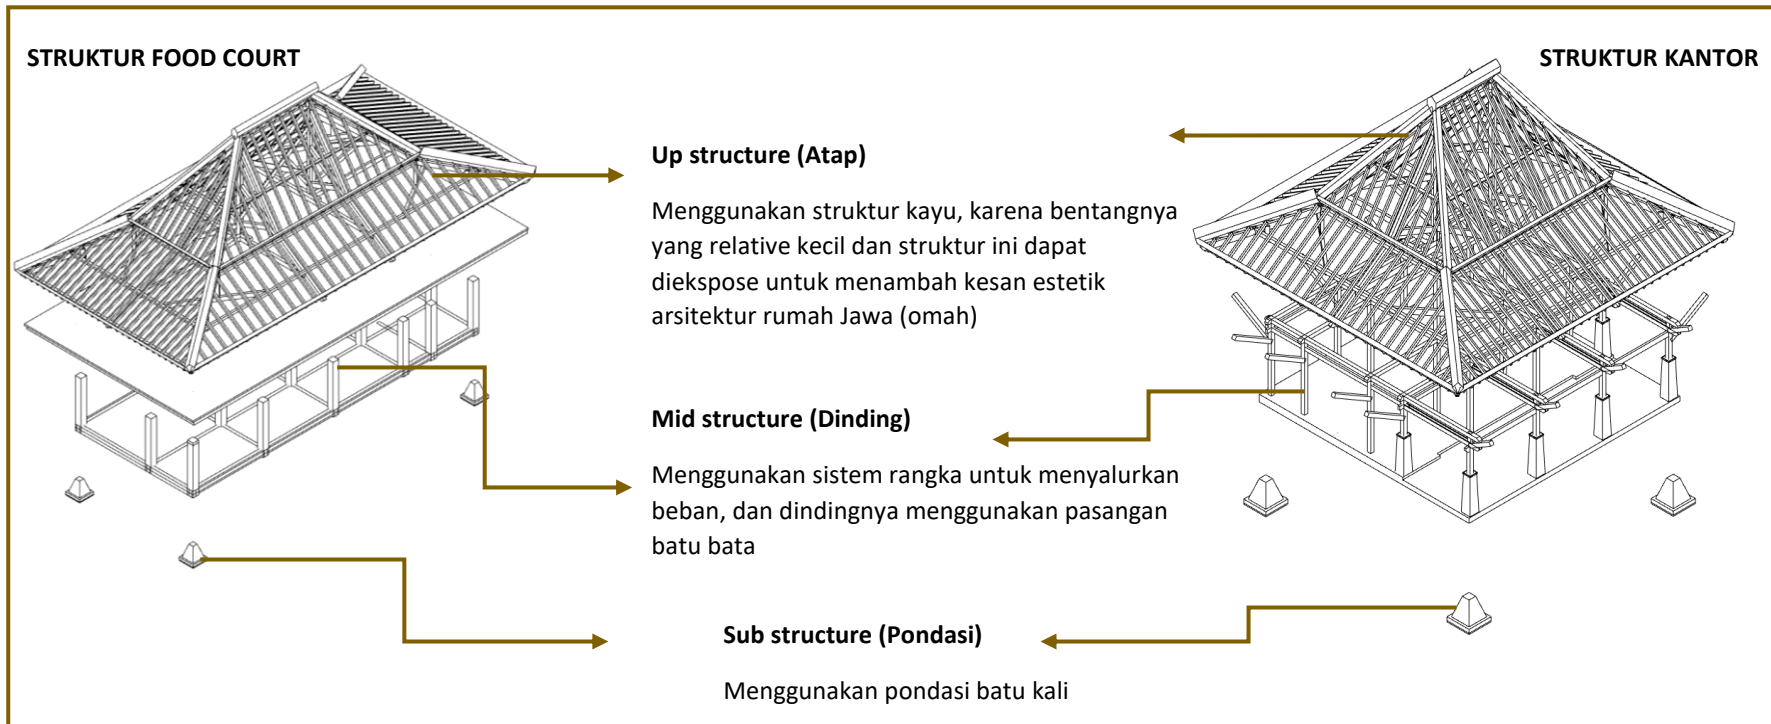 STRUKTUR FOOD COURT
STRUKTUR KANTOR
Up structure (Atap)
Menggunakan struktur kayu, karena bentangnya
yang relative kecil dan struktur ini dapat
diekspose untuk menambah kesan estetik
arsitektur rumah Jawa (omah)
Mid structure (Dinding)
Menggunakan sistem rangka untuk menyalurkan
beban, dan dindingnya menggunakan pasangan
batu bata
Sub structure (Pondasi)
Menggunakan pondasi batu kali